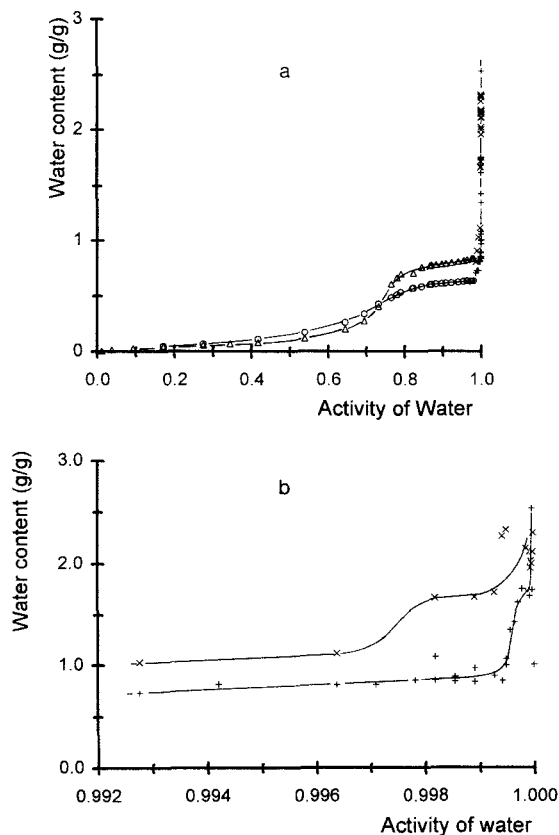 3
a
Water content (g/g)
2
1
0
0.0 0.2 0.4 0.6 0.8 1.0
Activity of Water
3.0
b
Water content (g/g)
2.0
1.0
0.0
0.992 0.994 0.996 0.998 1.000
Activity of water